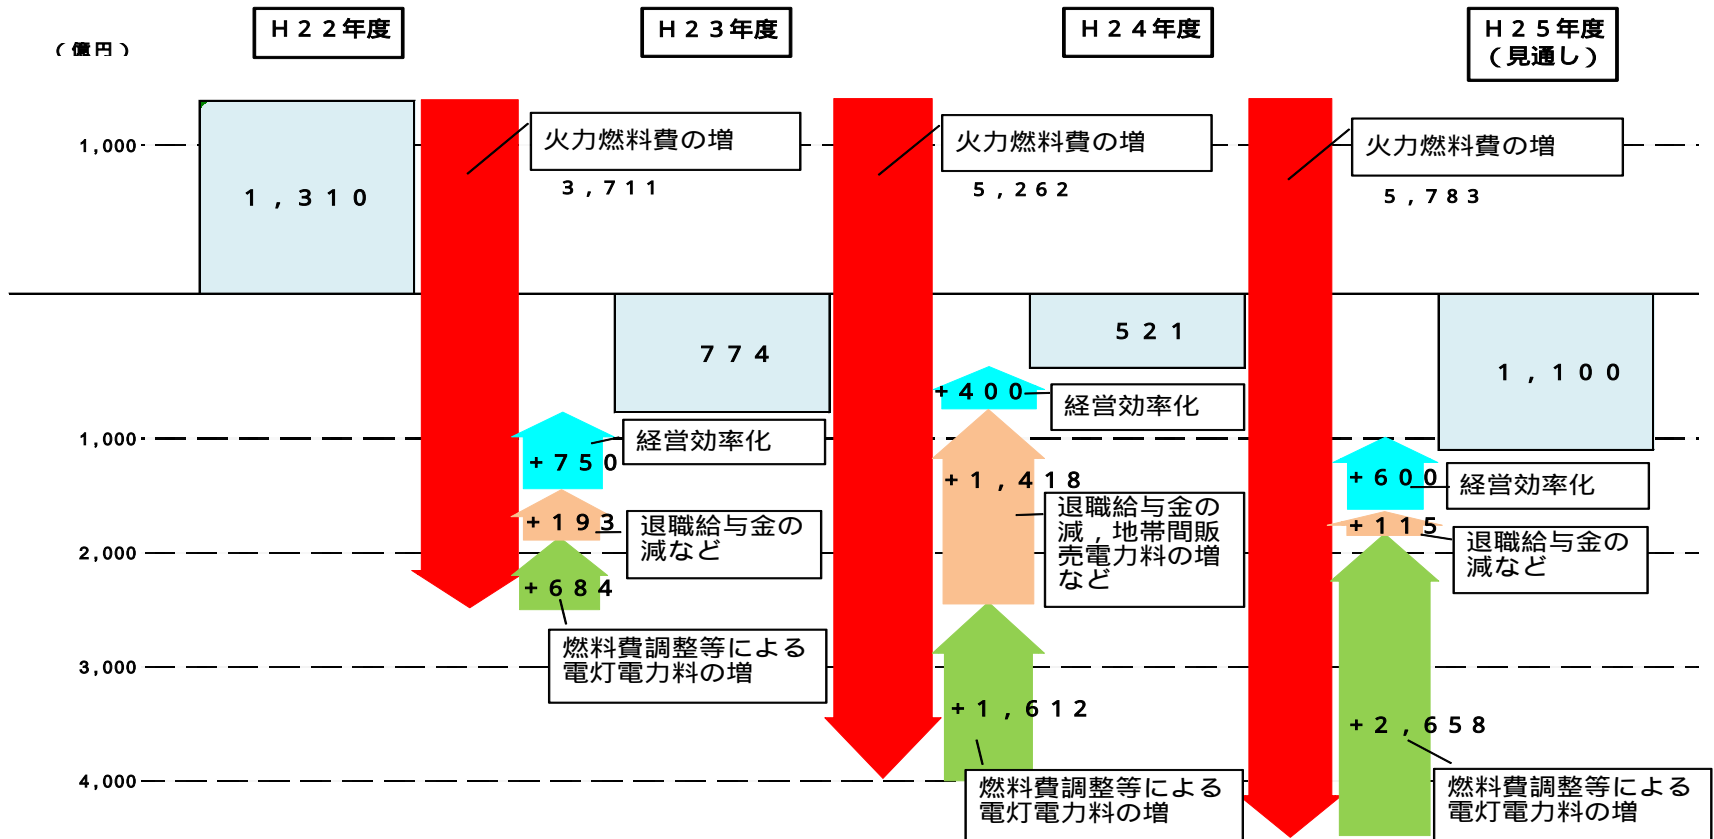 (億円)
H22年度
H23年度
H24年度
H25年度
(見通し)
1,000
1,310
火力燃料費の増
3,711
火力燃料費の増
5,262
火力燃料費の増
5,783
774
521
1,100
1,000
+750
経営効率化
+193
退職給与金の
減など
+684
燃料費調整等による
電灯電力料の増
+400
経営効率化
+1,418
退職給与金の
減,地帯間販
売電力料の増
など
+1,612
燃料費調整等による
電灯電力料の増
+600
経営効率化
+115
退職給与金の
減など
+2,658
燃料費調整等による
電灯電力料の増
2,000
3,000
4,000